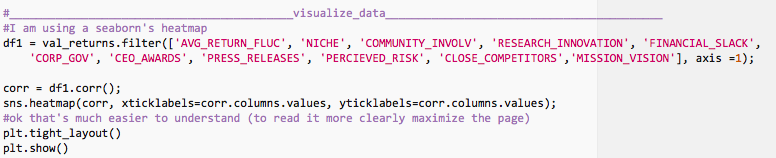 #___________________________________________visualize_data__________________________________________
#I am using a seaborn's heatmap
df1 = val_returns.filter(['AVG_RETURN_FLUC', 'NICHE', 'COMMUNITY_INVOLV', 'RESEARCH_INNOVATION', 'FINANCIAL_SLACK',
'CORP_GOV', 'CEO_AWARDS', 'PRESS_RELEASES', 'PERCIEVED_RISK', 'CLOSE_COMPETITORS','MISSION_VISION'], axis =1);
corr = df1.corr();
sns.heatmap(corr, xticklabels=corr.columns.values, yticklabels=corr.columns.values);
#ok that's much easier to understand (to read it more clearly maximize the page)
plt.tight_layout()
plt.show()